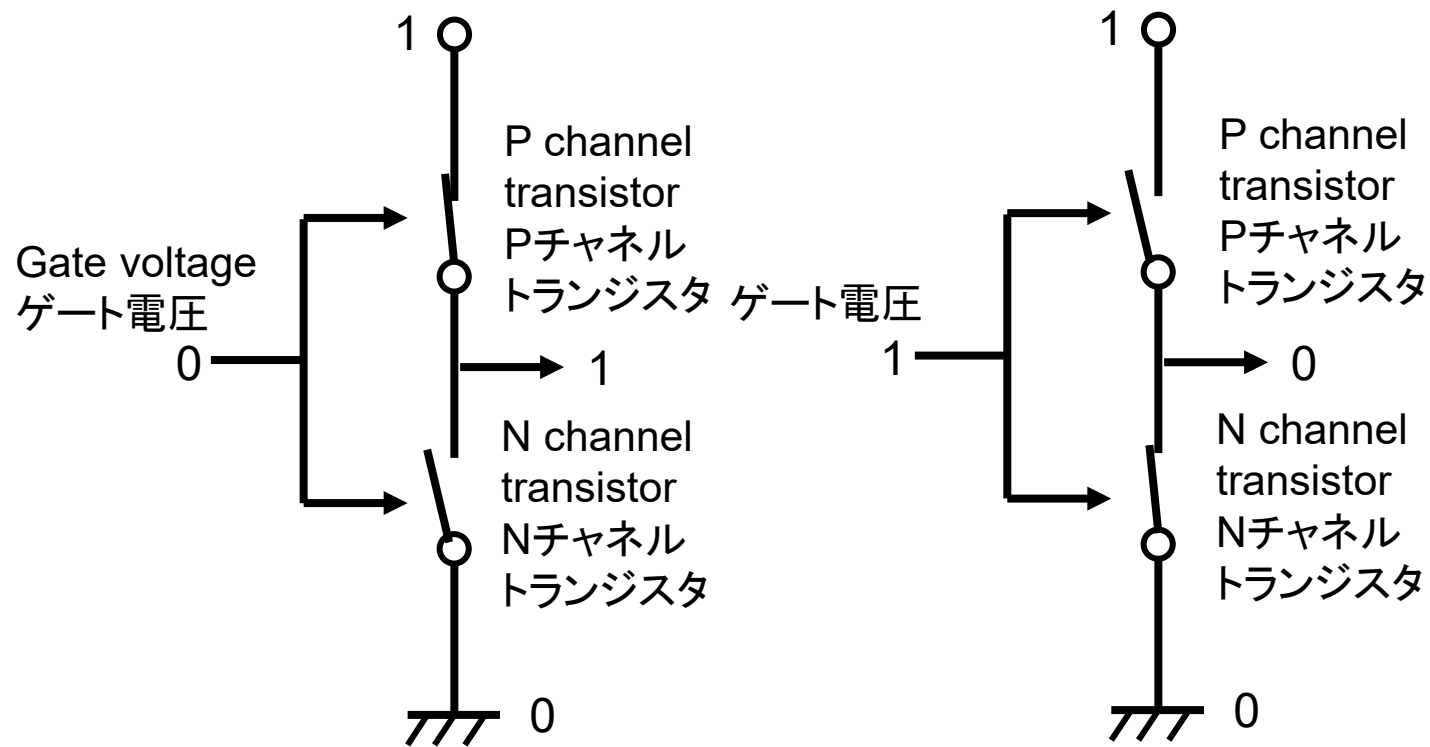 1
P channel
transistor
Pチャネル
トランジスタ
Gate voltage
ゲート電圧
0
1
N channel
transistor
Nチャネル
トランジスタ
0
1
P channel
transistor
Pチャネル
トランジスタ
ゲート電圧
1
0
N channel
transistor
Nチャネル
トランジスタ
0